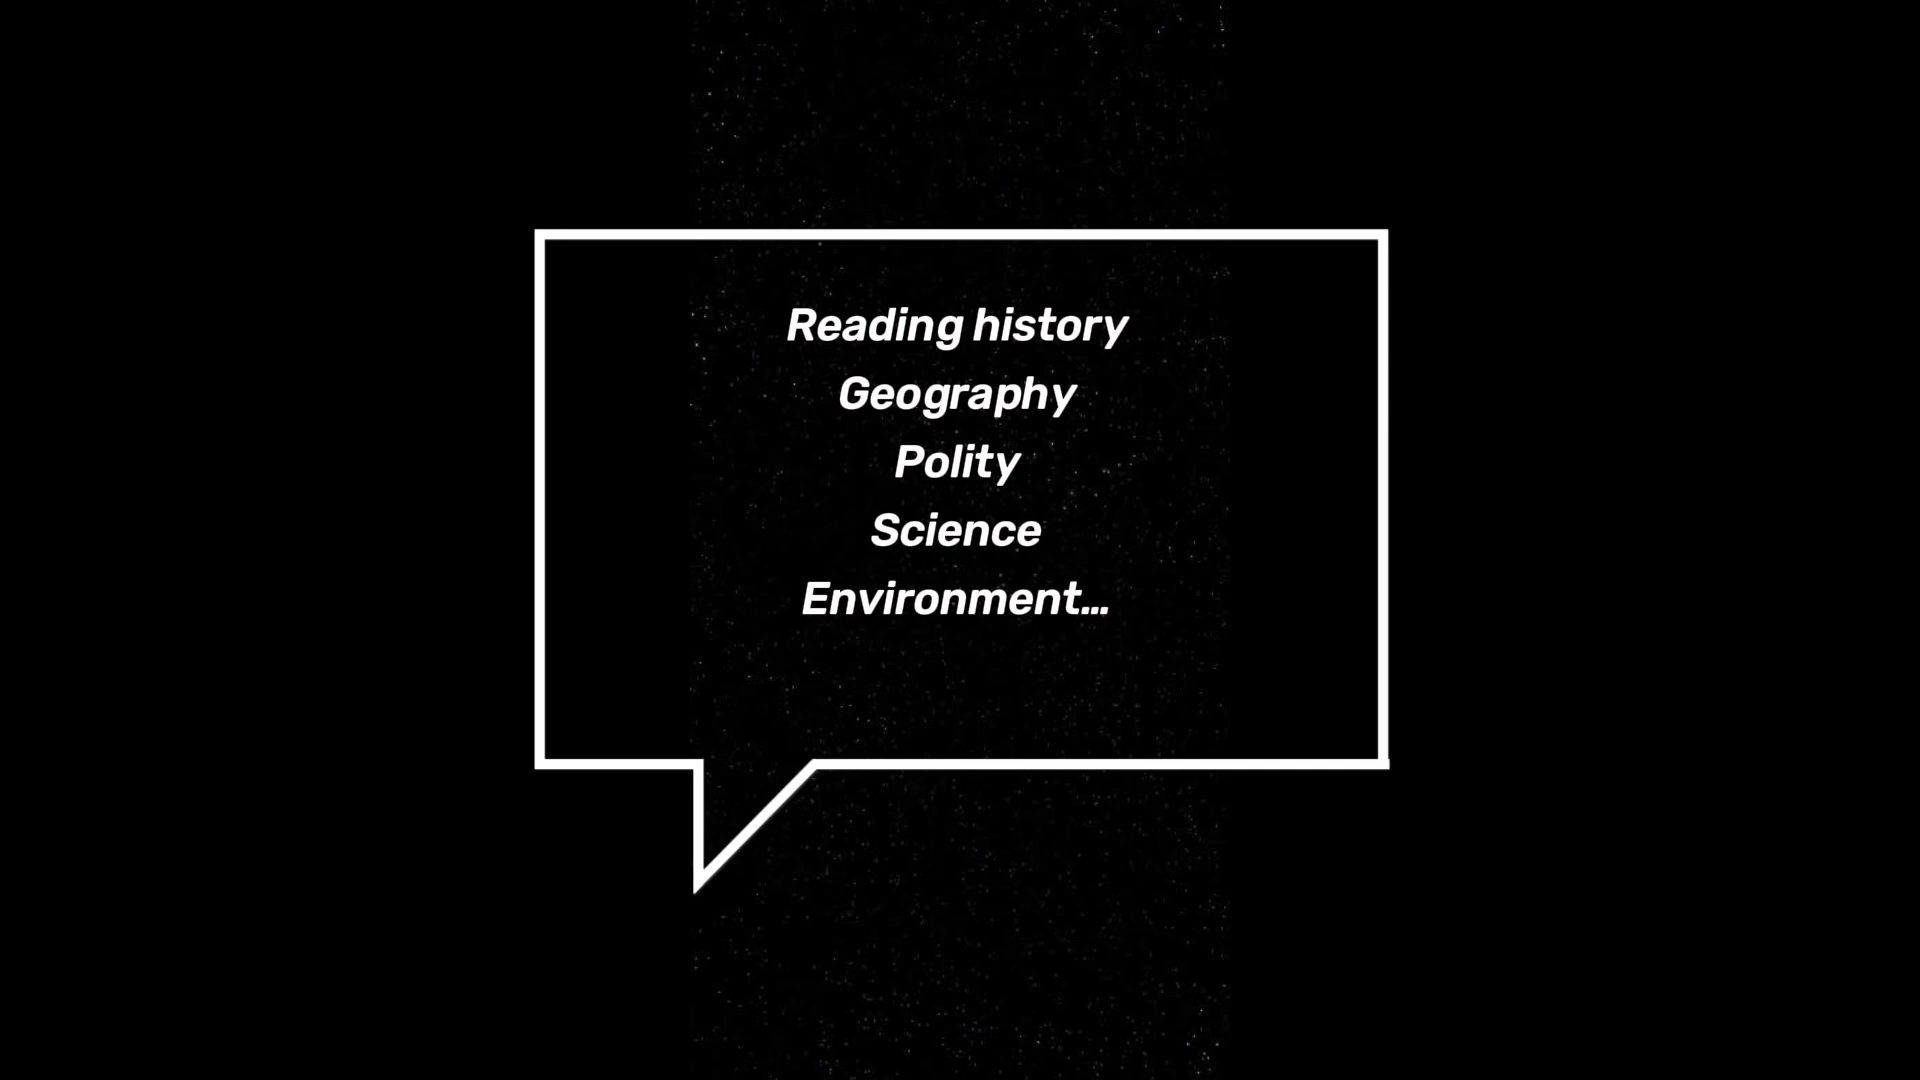 Reading history
Geography
Polity
Science
Environment...